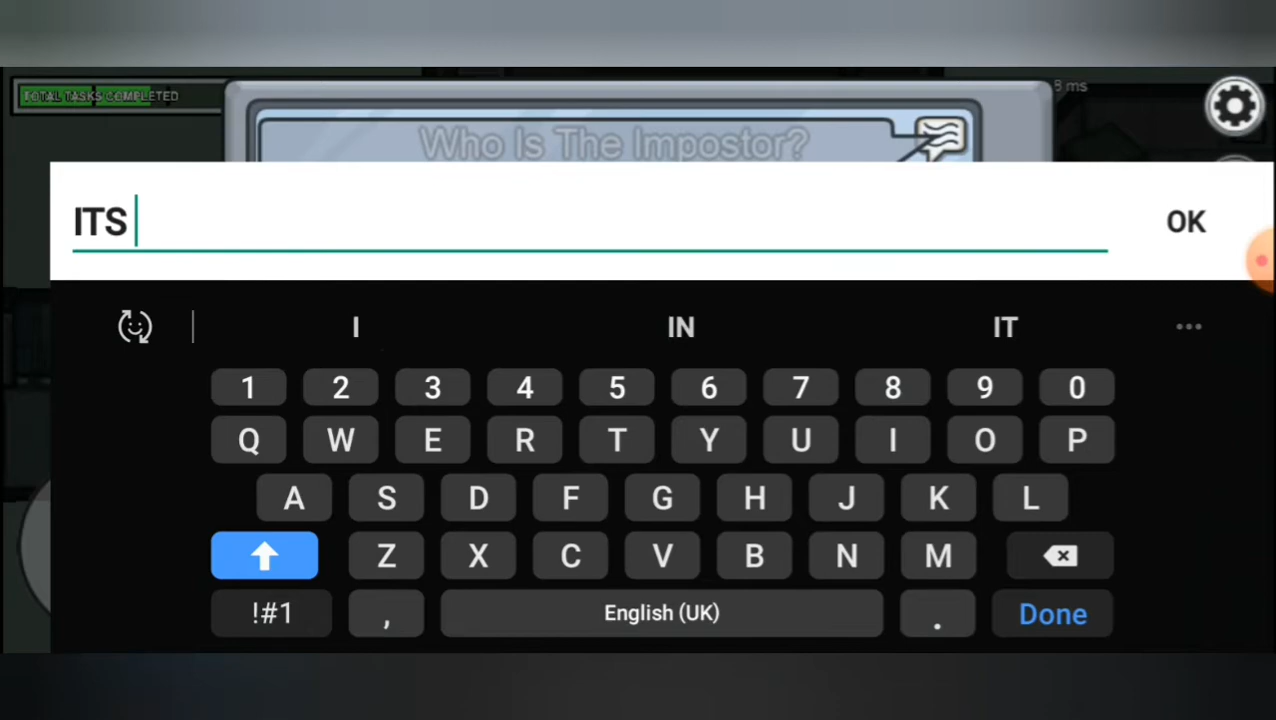 TOTAL TASKS COMPLETED
8 ms
Who Is The Impostor?
ITS
OK
I IN IT
1 2 3 4 5 6 7 8 9 0
Q W E R T Y U I O P
A S D F G H J K L
Z X C V B N M
!#1 , English (UK) . Done